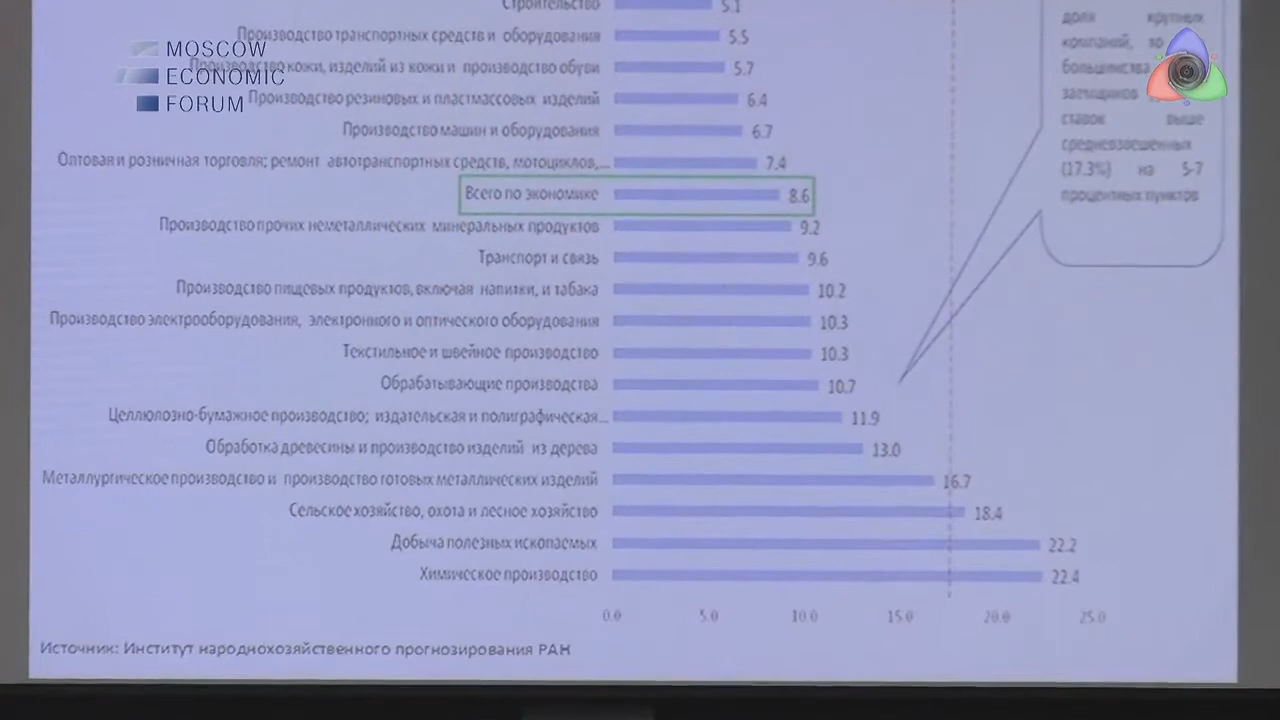 Строительство 5.1
Производство транспортных средств и оборудования 5.5
Производство кожи, изделий из кожи и производство обуви 5.7
Производство резиновых и пластмассовых изделий 6.4
Производство машин и оборудования 6.7
Оптовая и розничная торговля; ремонт автотранспортных средств, мотоциклов,... 7.4
Всего по экономике 8.6
Производство прочих неметаллических минеральных продуктов 9.2
Транспорт и связь 9.6
Производство пищевых продуктов, включая напитки, и табака 10.2
Производство электрооборудования, электронного и оптического оборудования 10.3
Текстильное и швейное производство 10.3
Обрабатывающие производства 10.7
Целлюлозно-бумажное производство; издательская и полиграфическая... 11.9
Обработка древесины и производство изделий из дерева 13.0
Металлургическое производство и производство готовых металлических изделий 16.7
Сельское хозяйство, охота и лесное хозяйство 18.4
Добыча полезных ископаемых 22.2
Химическое производство 22.4
0.0 5.0 10.0 15.0 20.0 25.0
Источник: Институт народнохозяйственного прогнозирования РАН
MOSCOW
ECONOMIC
FORUM
доля крупных
компаний, то
большинства
заемщиков
ставок выше
средневзвешенных
(17.3%) на 5-7
процентных пунктов